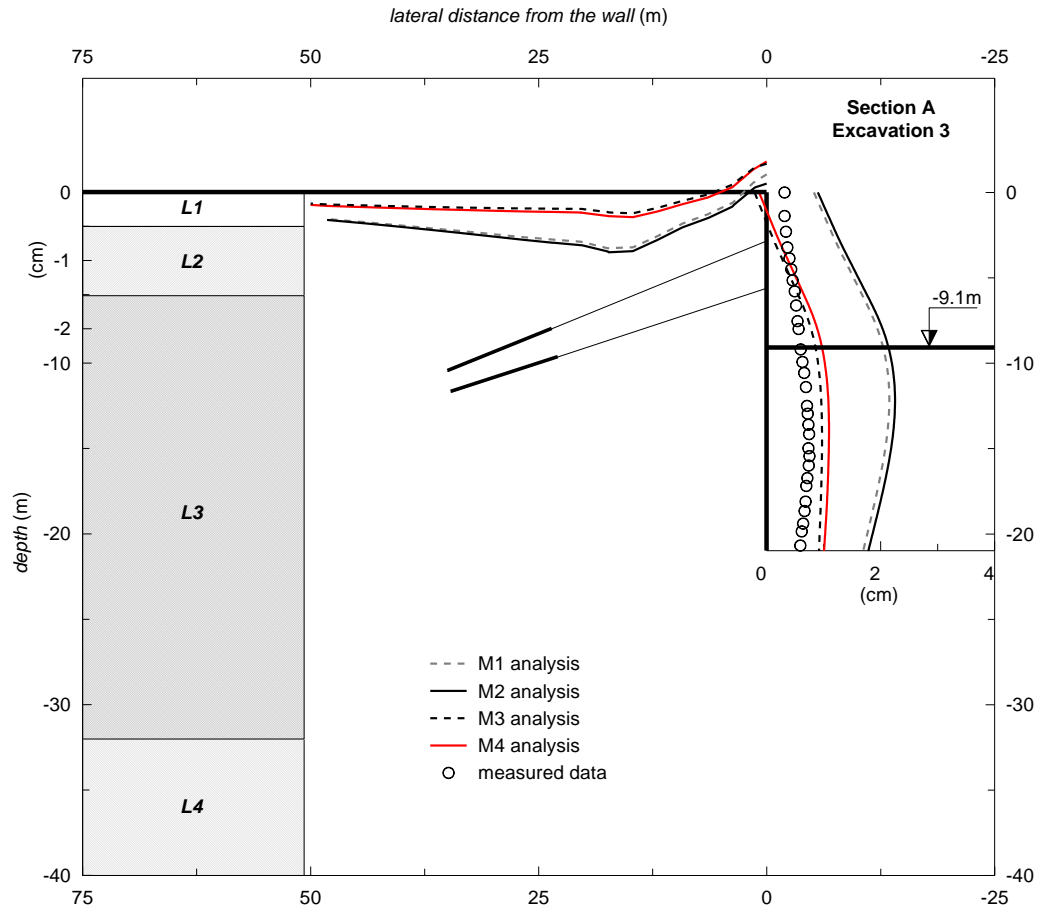 lateral distance from the wall (m)
75 50 25 0 -25
Section A
Excavation 3
0 0
L1
L2
-1
(cm)
-9.1m
-2
-10 -10
L3
depth (m)
-20 -20
0 2 4
(cm)
M1 analysis
M2 analysis
M3 analysis
M4 analysis
measured data
-30 -30
L4
-40 -40
75 50 25 0 -25